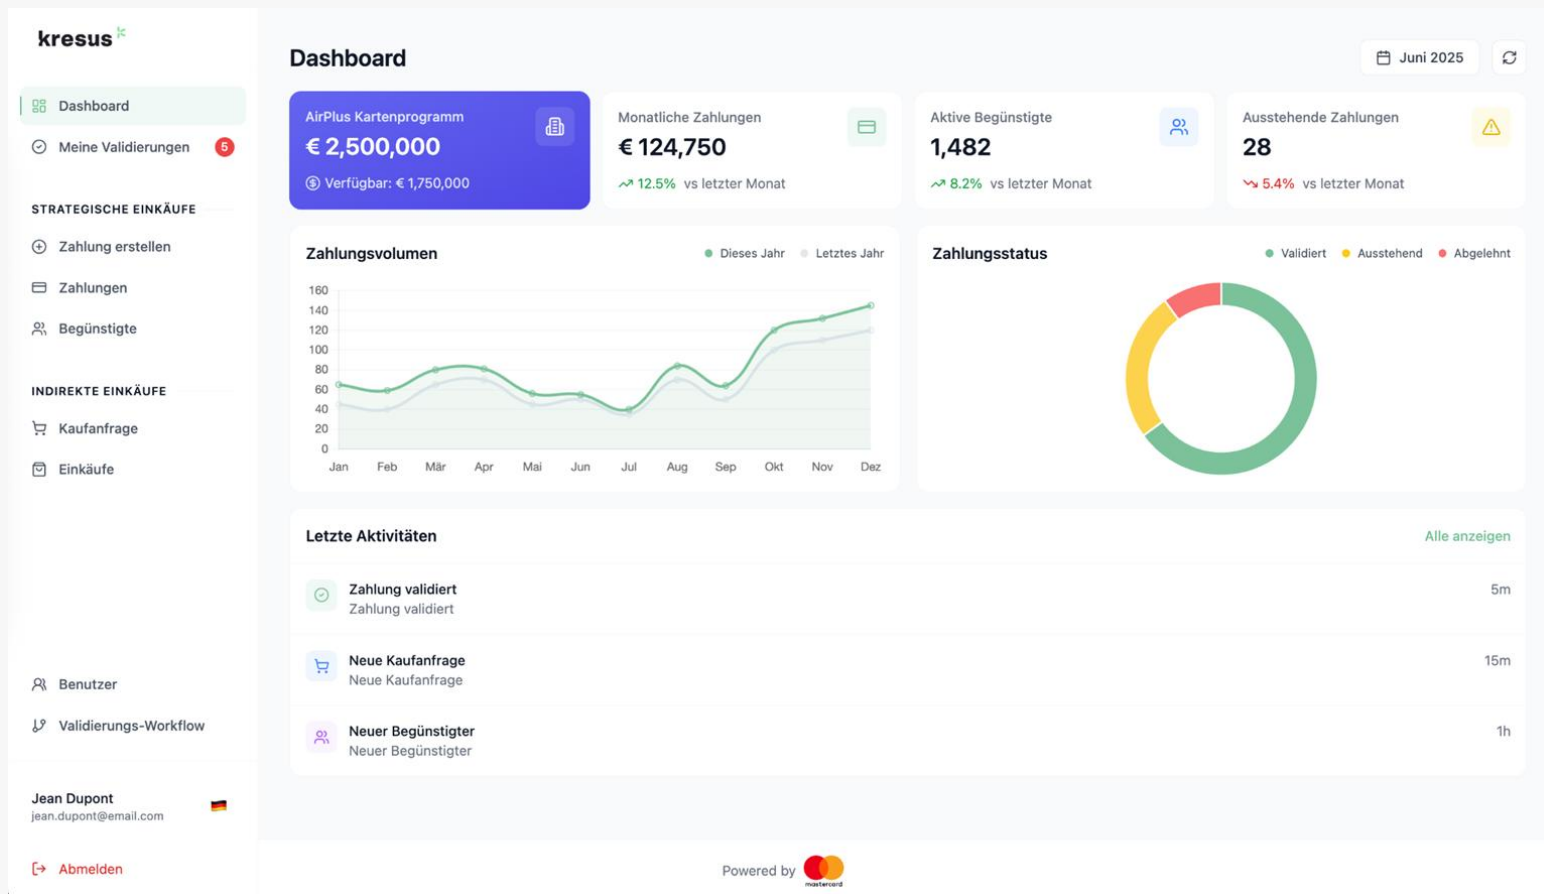 kresus
Dashboard
Meine Validierungen 5
STRATEGISCHE EINKÄUFE
Zahlung erstellen
Zahlungen
Begünstigte
INDIREKTE EINKÄUFE
Kaufanfrage
Einkäufe
Benutzer
Validierungs-Workflow
Jean Dupont
jean.dupont@email.com
Abmelden
Dashboard
Juni 2025
AirPlus Kartenprogramm
€ 2,500,000
Verfügbar: € 1,750,000
Monatliche Zahlungen
€ 124,750
12.5% vs letzter Monat
Aktive Begünstigte
1,482
8.2% vs letzter Monat
Ausstehende Zahlungen
28
5.4% vs letzter Monat
Zahlungsvolumen
Dieses Jahr Letztes Jahr
160
140
120
100
80
60
40
20
0
Jan Feb Mär Apr Mai Jun Jul Aug Sep Okt Nov Dez
Zahlungsstatus
Validiert Ausstehend Abgelehnt
Letzte Aktivitäten
Alle anzeigen
Zahlung validiert 5m
Zahlung validiert
Neue Kaufanfrage 15m
Neue Kaufanfrage
Neuer Begünstigter 1h
Neuer Begünstigter
Powered by
mastercard